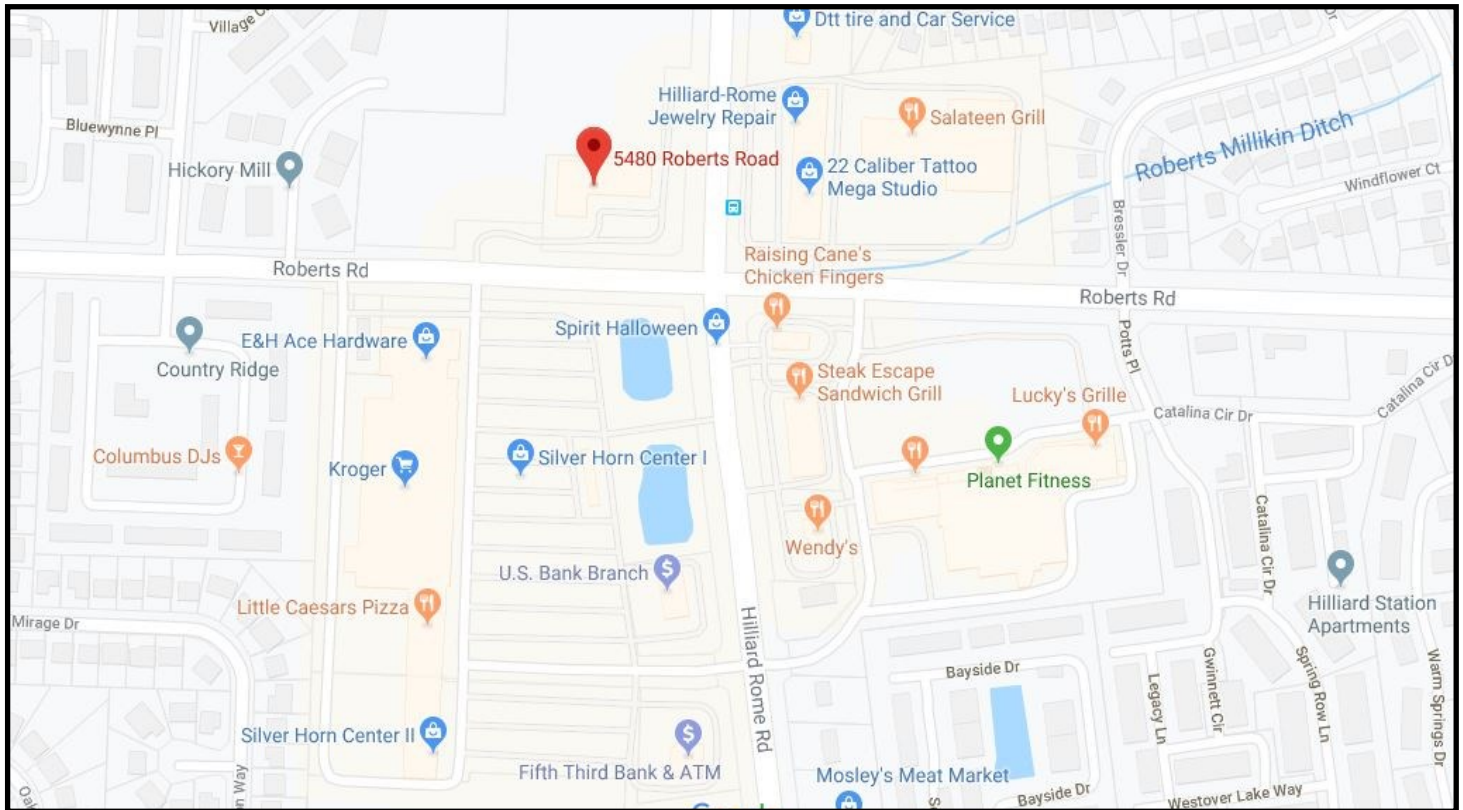 Village
Dtt tire and Car Service
Dr
Hilliard-Rome
Jewelry Repair
Salateen Grill
Bluewynne Pl
Hickory Mill
5480 Roberts Road
22 Caliber Tattoo
Mega Studio
Roberts Millikin Ditch
Windflower Ct
Bressler Dr
Raising Cane's
Chicken Fingers
Roberts Rd
Roberts Rd
Spirit Halloween
E&H Ace Hardware
Country Ridge
Potts Pl
Steak Escape
Sandwich Grill
Lucky's Grille
Catalina Cir Dr
Catalina Cir D
Columbus DJs
Kroger
Silver Horn Center I
Planet Fitness
Catalina Cir Dr
Wendy's
U.S. Bank Branch
$
Little Caesars Pizza
Mirage Dr
Hilliard Rome Rd
Hilliard Station
Apartments
Bayside Dr
Legacy Ln
Gwinnett Cir
Spring Row Ln
Warm Springs Dr
Silver Horn Center II
$
Fifth Third Bank & ATM
Mosley's Meat Market
Bayside Dr
Westover Lake Way
on Way
Oak
S